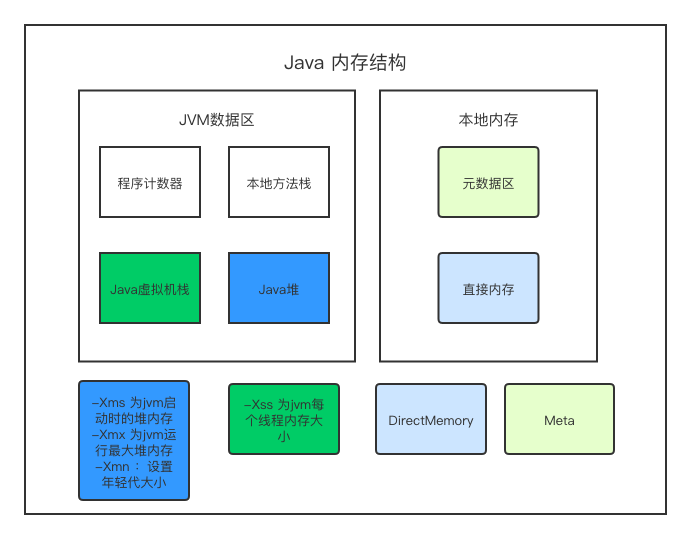 Java 内存结构
JVM数据区
本地内存
程序计数器
本地方法栈
元数据区
Java虚拟机栈
Java堆
直接内存
–Xms 为jvm启
动时的堆内存
–Xmx 为jvm运
行最大堆内存
–Xmn ： 设置
年轻代大小
–Xss 为jvm每
个线程内存大
小
DirectMemory
Meta